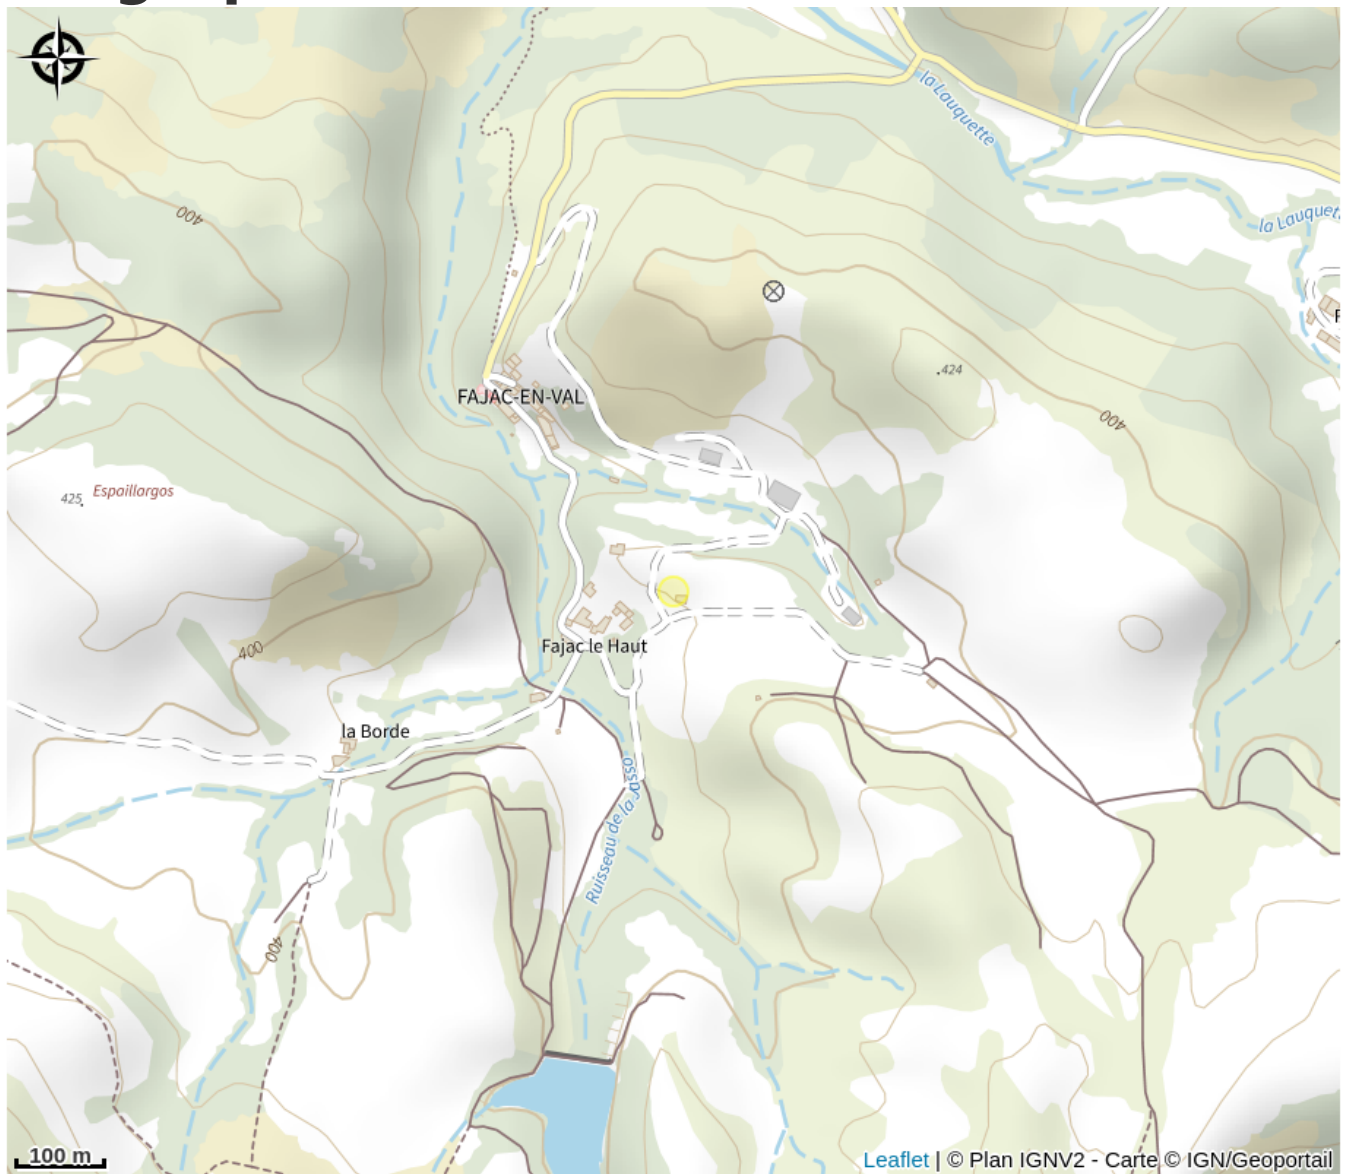 la Lauquette
400
la Lauquet
424
FAJAC-EN-VAL
400
425
Espaillargos
Fajac le Haut
400
la Borde
Ruisseau de la Jasso
400
100 m
Leaflet | © Plan IGNV2 - Carte © IGN/Geoportail